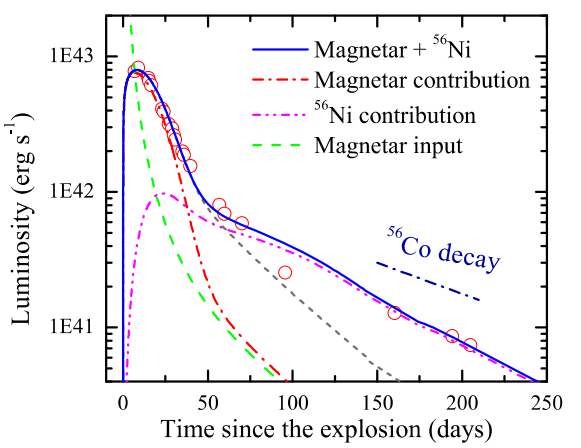 1E43
1E42
1E41
Luminosity (erg s⁻¹)
Magnetar + ⁵⁶Ni
Magnetar contribution
⁵⁶Ni contribution
Magnetar input
⁵⁶Co decay
0 50 100 150 200 250
Time since the explosion (days)